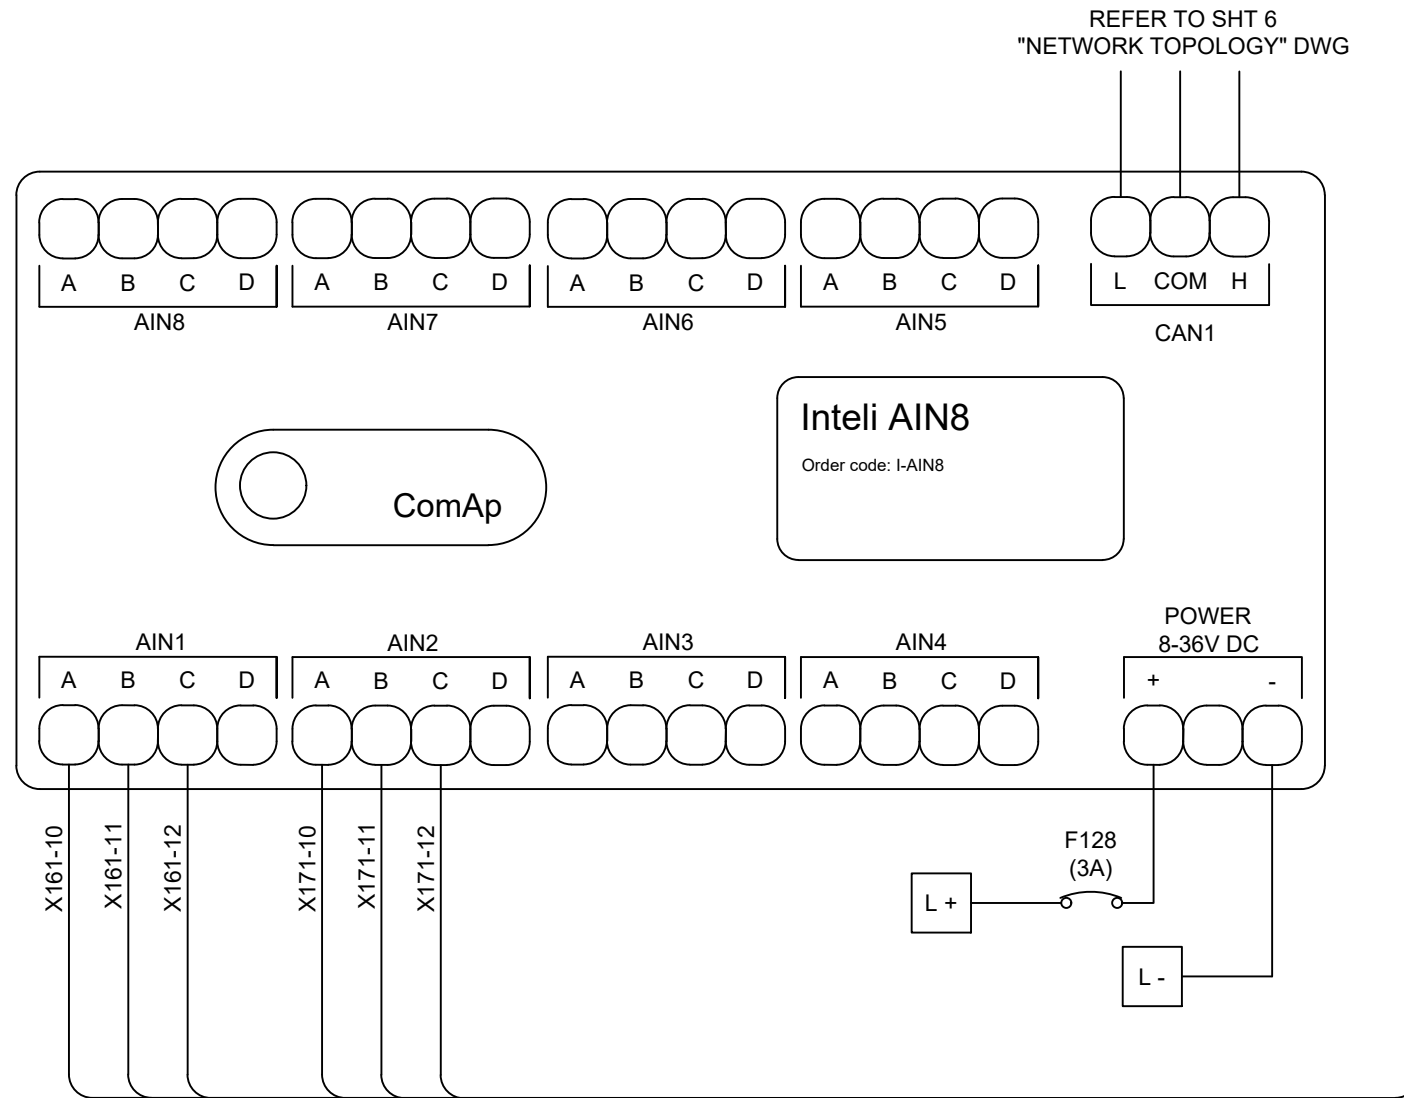 REFER TO SHT 6
"NETWORK TOPOLOGY" DWG
A B C D A B C D A B C D A B C D L COM H
AIN8 AIN7 AIN6 AIN5 CAN1
Inteli AIN8
Order code: I-AIN8
ComAp
POWER
8-36V DC
AIN1 AIN2 AIN3 AIN4
A B C D A B C D A B C D A B C D + -
X161-10 X161-11 X161-12 X171-10 X171-11 X171-12
F128
(3A)
L +
L -